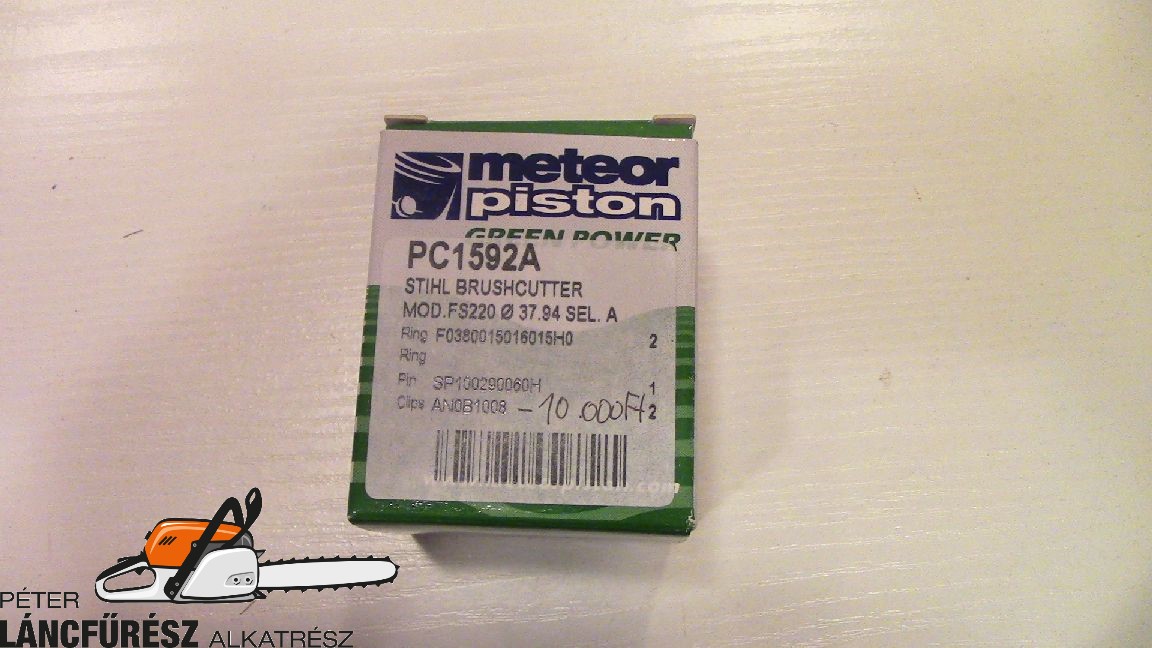 meteor
piston
GREEN POWER
PC1592A
STIHL BRUSHCUTTER
MOD.FS220 Ø 37.94 SEL. A
Ring F0380015016015H0 2
Ring
Pin SP100290060H 1
Clips AN0B1008 -10.000Ft 2
PÉTER
LÁNCFŰRÉSZ ALKATRÉSZ